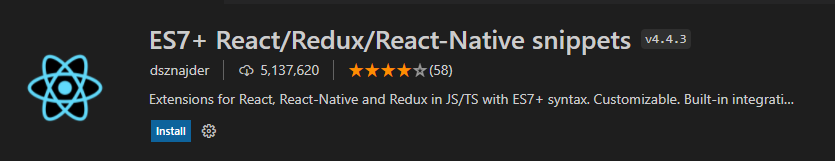 ES7+ React/Redux/React-Native snippets v4.4.3
dsznajder 5,137,620 (58)
Extensions for React, React-Native and Redux in JS/TS with ES7+ syntax. Customizable. Built-in integrati...
Install